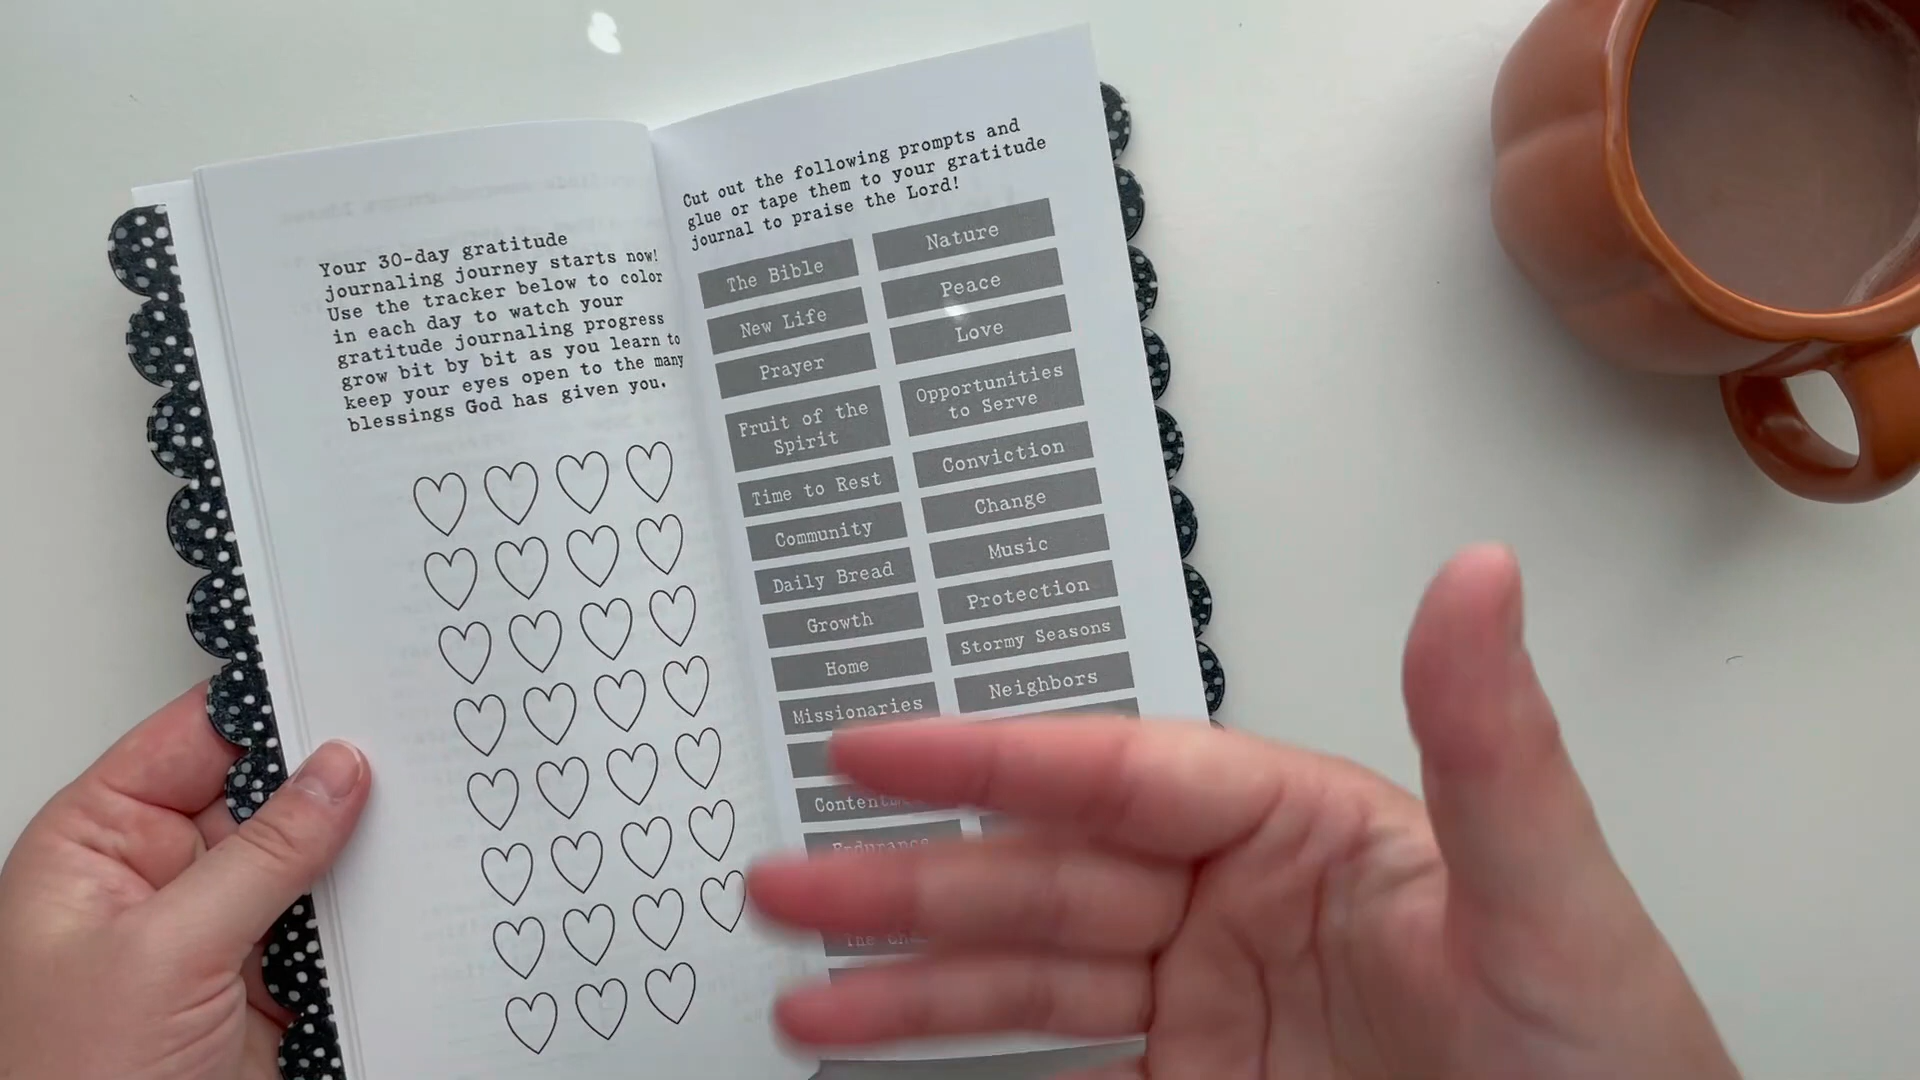 Your 30-day gratitude
journaling journey starts now!
Use the tracker below to color
in each day to watch your
gratitude journaling progress
grow bit by bit as you learn to
keep your eyes open to the many
blessings God has given you.
Cut out the following prompts and
glue or tape them to your gratitude
journal to praise the Lord!
The Bible
New Life
Prayer
Fruit of the
Spirit
Time to Rest
Community
Daily Bread
Growth
Home
Missionaries
Endurance
The
Nature
Peace
Love
Opportunities
to Serve
Conviction
Change
Music
Protection
Stormy Seasons
Neighbors